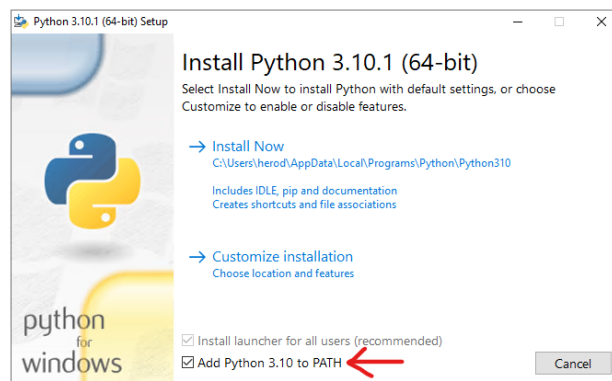 Python 3.10.1 (64-bit) Setup
Install Python 3.10.1 (64-bit)
Select Install Now to install Python with default settings, or choose
Customize to enable or disable features.
Install Now
C:\Users\herod\AppData\Local\Programs\Python\Python310
Includes IDLE, pip and documentation
Creates shortcuts and file associations
Customize installation
Choose location and features
python
for
windows
Install launcher for all users (recommended)
Add Python 3.10 to PATH
Cancel